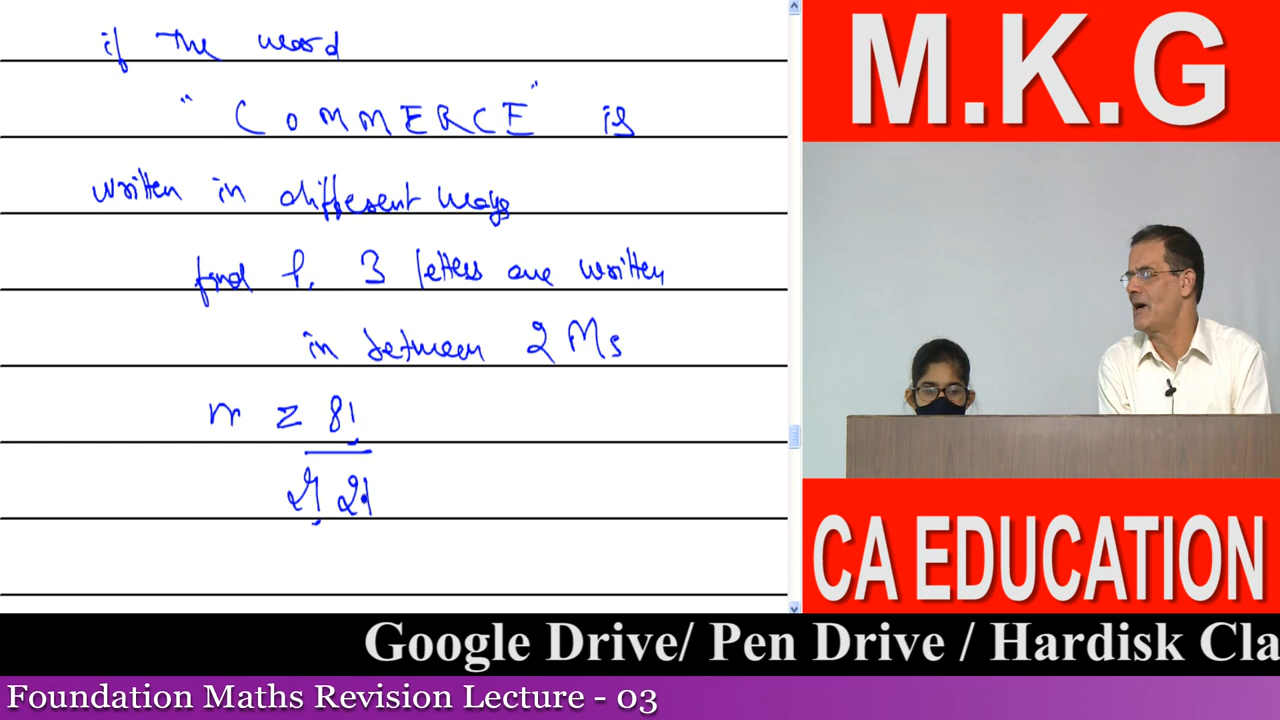 if the word
" COMMERCE " is
written in different ways
find P. 3 letters are written
in between 2 Ms
n = 8!
2! 2!
M.K.G
CA EDUCATION
Google Drive/ Pen Drive / Hardisk Cla
Foundation Maths Revision Lecture - 03